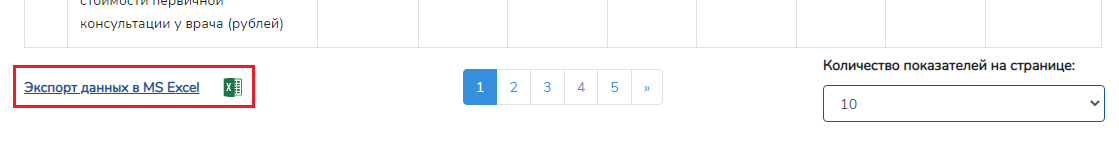 стоимости первичной
консультации у врача (рублей)
Экспорт данных в MS Excel
1 2 3 4 5 »
Количество показателей на странице:
10